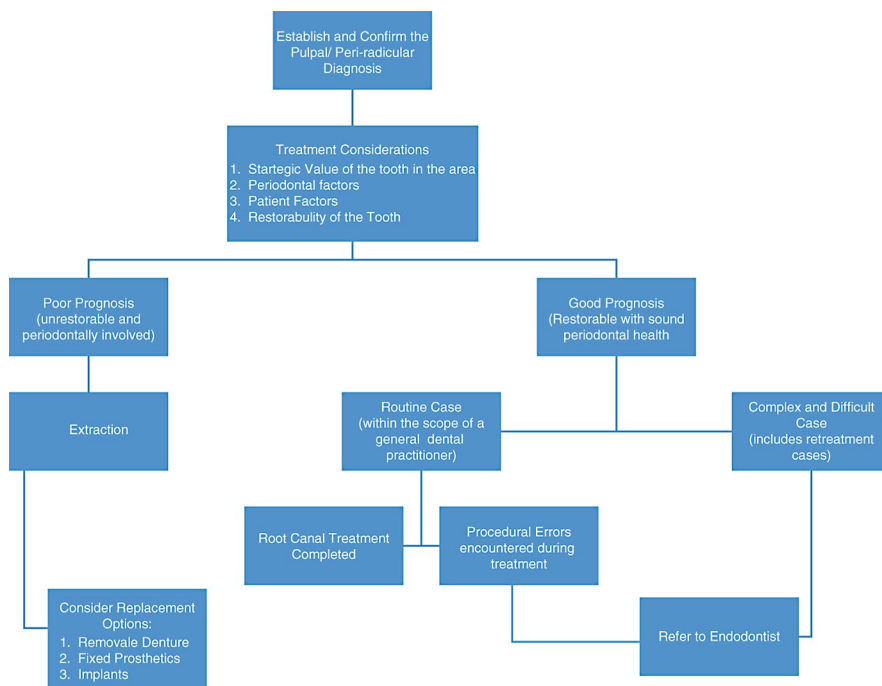 Establish and Confirm the
Pulpal/ Peri-radicular
Diagnosis
Treatment Considerations
1. Startegic Value of the tooth in the area
2. Periodontal factors
3. Patient Factors
4. Restorabulity of the Tooth
Poor Prognosis
(unrestorable and
periodontally involved)
Good Prognosis
(Restorable with sound
periodontal health
Extraction
Routine Case
(within the scope of a
general dental
practitioner)
Complex and Difficult
Case
(includes retreatment
cases)
Root Canal Treatment
Completed
Procedural Errors
encountered during
treatment
Consider Replacement
Options:
1. Removale Denture
2. Fixed Prosthetics
3. Implants
Refer to Endodontist